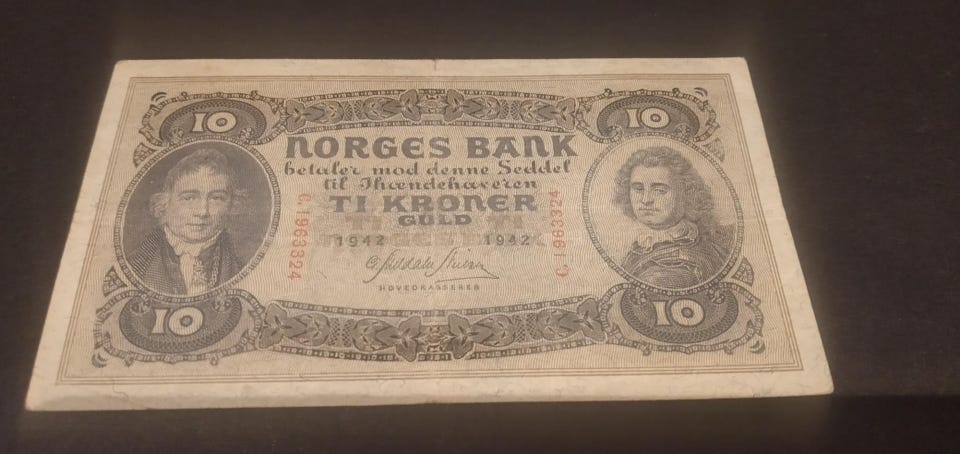 10 10
NORGES BANK
betaler mod denne Seddel
til Ihændehaveren
TI KRONER
GULD
1942 1942
C.1963324 C.1963324
HOVEDKASSERER
10 10